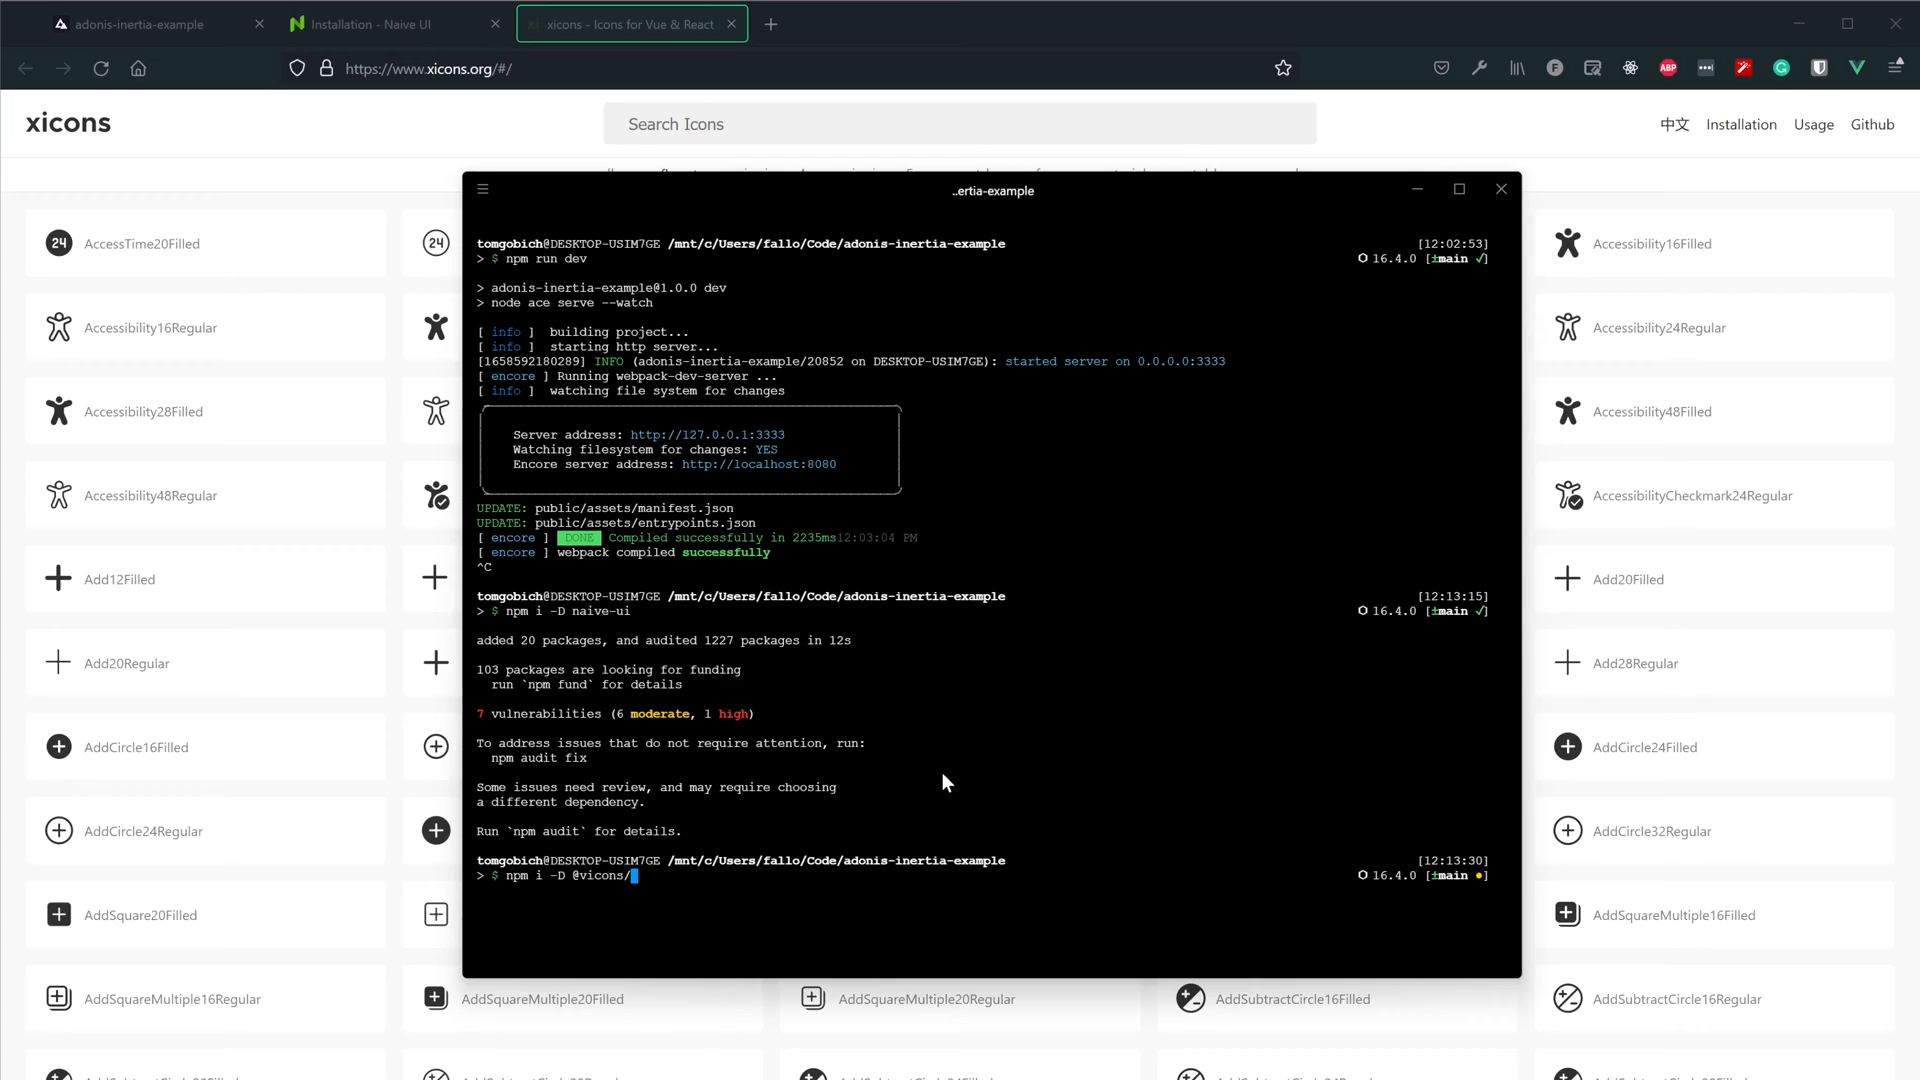 adonis-inertia-example
Installation - Naive UI
xicons - Icons for Vue & React
https://www.xicons.org/#/
ABP
xicons
Search Icons
中文
Installation
Usage
Github
24 AccessTime20Filled
24
Accessibility16Filled
Accessibility16Regular
Accessibility24Regular
Accessibility28Filled
Accessibility48Filled
Accessibility48Regular
AccessibilityCheckmark24Regular
Add12Filled
Add20Filled
Add20Regular
Add28Regular
AddCircle16Filled
AddCircle24Filled
AddCircle24Regular
AddCircle32Regular
AddSquare20Filled
AddSquareMultiple16Filled
AddSquareMultiple16Regular
AddSquareMultiple20Filled
AddSquareMultiple20Regular
AddSubtractCircle16Filled
AddSubtractCircle16Regular
..ertia-example
tomgobich@DESKTOP-USIM7GE /mnt/c/Users/fallo/Code/adonis-inertia-example [12:02:53]
> $ npm run dev 16.4.0 [±main ✓]
> adonis-inertia-example@1.0.0 dev
> node ace serve --watch
[ info ]  building project...
[ info ]  starting http server...
[1658592180289] INFO (adonis-inertia-example/20852 on DESKTOP-USIM7GE): started server on 0.0.0.0:3333
[ encore ] Running webpack-dev-server ...
[ info ]  watching file system for changes
Server address: http://127.0.0.1:3333
Watching filesystem for changes: YES
Encore server address: http://localhost:8080
UPDATE: public/assets/manifest.json
UPDATE: public/assets/entrypoints.json
[ encore ] DONE Compiled successfully in 2235ms12:03:04 PM
[ encore ] webpack compiled successfully
^C
tomgobich@DESKTOP-USIM7GE /mnt/c/Users/fallo/Code/adonis-inertia-example [12:13:15]
> $ npm i -D naive-ui 16.4.0 [±main ✓]
added 20 packages, and audited 1227 packages in 12s
103 packages are looking for funding
run `npm fund` for details
7 vulnerabilities (6 moderate, 1 high)
To address issues that do not require attention, run:
npm audit fix
Some issues need review, and may require choosing
a different dependency.
Run `npm audit` for details.
tomgobich@DESKTOP-USIM7GE /mnt/c/Users/fallo/Code/adonis-inertia-example [12:13:30]
> $ npm i -D @vicons/ 16.4.0 [±main ●]